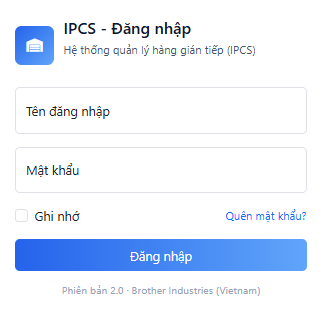 IPCS - Đăng nhập
Hệ thống quản lý hàng gián tiếp (IPCS)
Tên đăng nhập
Mật khẩu
Ghi nhớ
Quên mật khẩu?
Đăng nhập
Phiên bản 2.0 · Brother Industries (Vietnam)